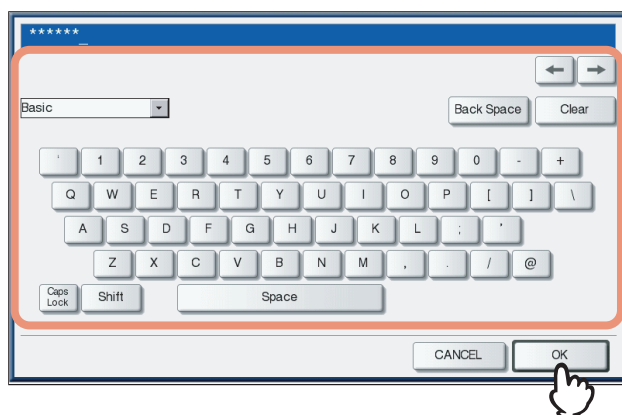 ******_
← →
Basic Back Space Clear
' 1 2 3 4 5 6 7 8 9 0 - +
Q W E R T Y U I O P [ ] \
A S D F G H J K L ; '
Z X C V B N M , . / @
Caps Lock Shift Space
CANCEL OK